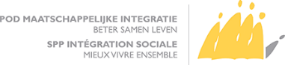 POD MAATSCHAPPELIJKE INTEGRATIE
BETER SAMEN LEVEN
SPP INTÉGRATION SOCIALE
MIEUX VIVRE ENSEMBLE